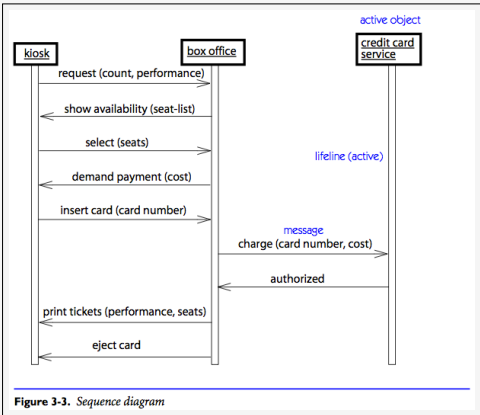 active object
kiosk
box office
credit card
service
request (count, performance)
show availability (seat-list)
select (seats)
lifeline (active)
demand payment (cost)
insert card (card number)
message
charge (card number, cost)
authorized
print tickets (performance, seats)
eject card
Figure 3-3. Sequence diagram